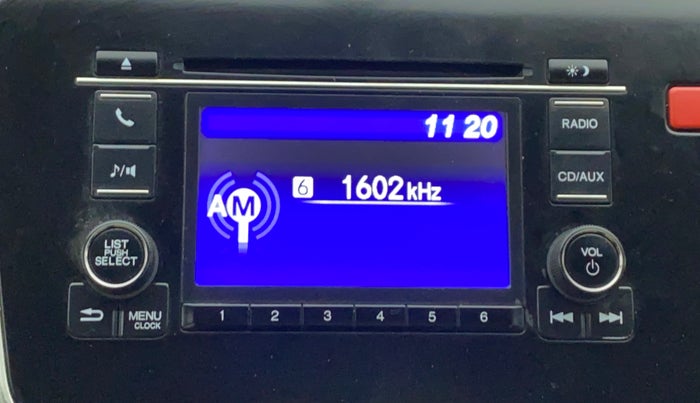 11 20
RADIO
6 1602 kHz
AM
CD/AUX
LIST
PUSH
SELECT
VOL
MENU
CLOCK
1 2 3 4 5 6